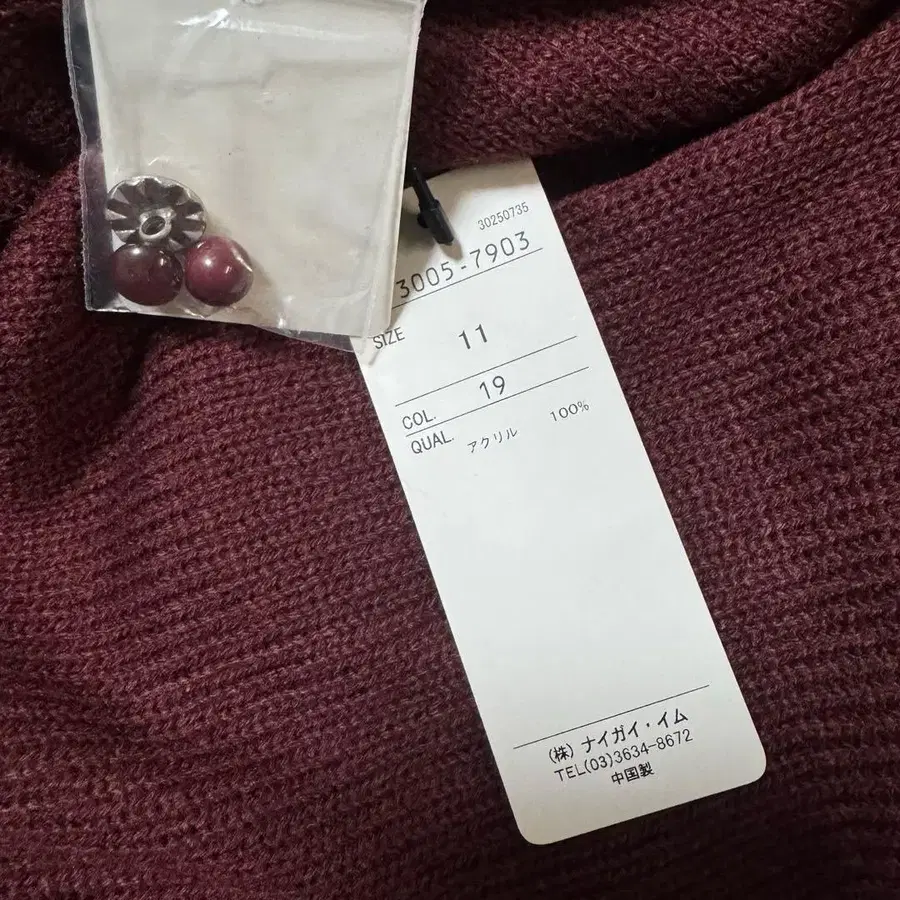 30250735
3005-7903
SIZE 11
COL. 19
QUAL. アクリル 100%
(株) ナイガイ・イム
TEL(03)3634-8672
中国製